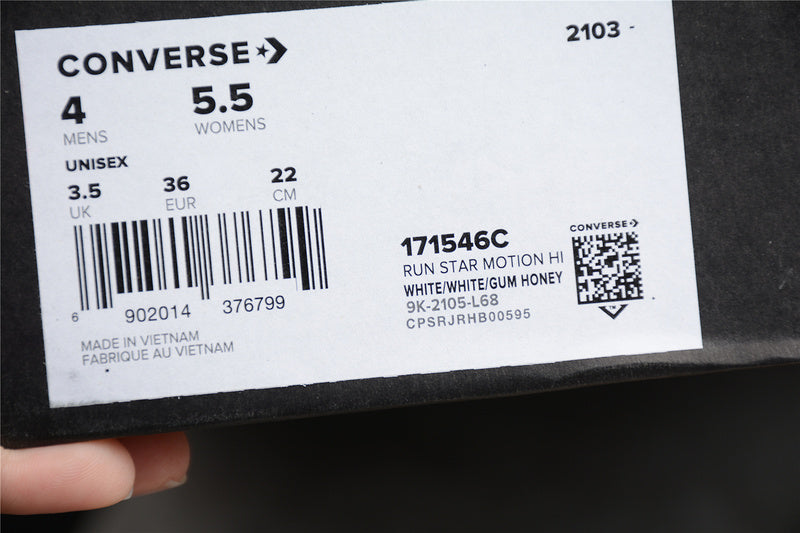 CONVERSE
2103 -
4 5.5
MENS WOMENS
UNISEX
3.5 36 22
UK EUR CM
6 902014 376799
MADE IN VIETNAM
FABRIQUE AU VIETNAM
171546C
RUN STAR MOTION HI
WHITE/WHITE/GUM HONEY
9K-2105-L68
CPSRJRHB00595
CONVERSE